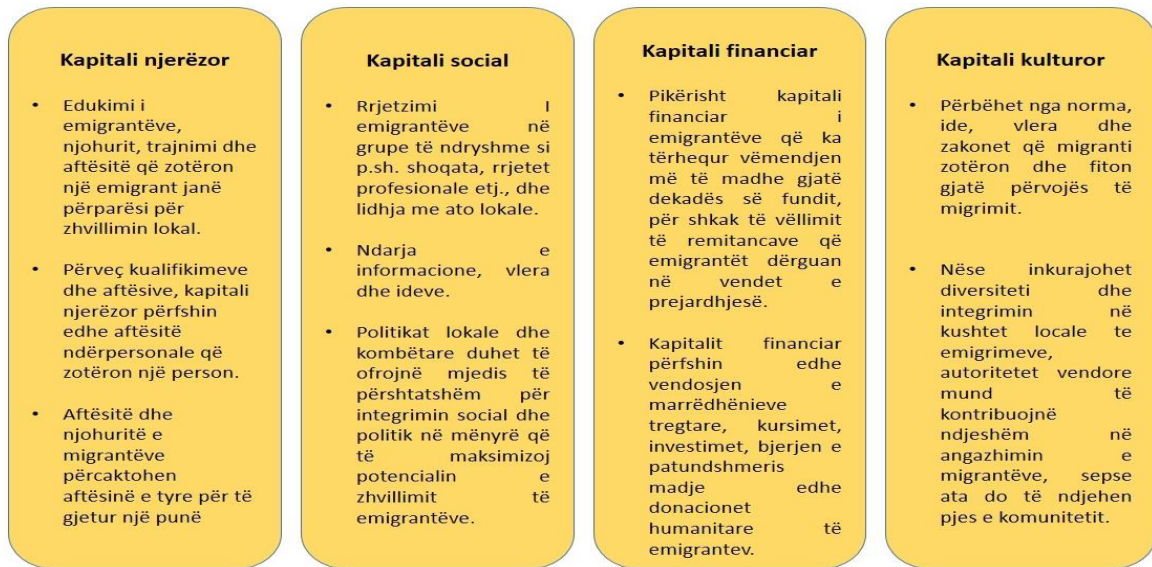 Kapitali njerëzor
• Edukimi i
emigrantëve,
njohurit, trajnimi dhe
aftësitë që zotëron
një emigrant janë
përparësi për
zhvillimin lokal.
• Përveç kualifikimeve
dhe aftësive, kapitali
njerëzor përfshin
edhe aftësitë
ndërpersonale që
zotëron një person.
• Aftësitë dhe
njohuritë e
migrantëve
përcaktohen
aftësinë e tyre për të
gjetur një punë
Kapitali social
• Rrjetzimi I
emigrantëve në
grupe të ndryshme si
p.sh. shoqata, rrjetet
profesionale etj., dhe
lidhja me ato lokale.
• Ndarja e
informacione, vlera
dhe ideve.
• Politikat lokale dhe
kombëtare duhet të
ofrojnë mjedis të
përshtatshëm për
integrimin social dhe
politik në mënyrë që
të maksimizoj
potencialin e
zhvillimit të
emigrantëve.
Kapitali financiar
• Pikërisht kapitali
financiar i
emigrantëve që ka
tërhequr vëmendjen
më të madhe gjatë
dekadës së fundit,
për shkak të vëllimit
të remitancave që
emigrantët dërguan
në vendet e
prejardhjesë.
• Kapitalit financiar
përfshin edhe
vendosjen e
marrëdhënieve
tregtare, kursimet,
investimet, bjerjen e
patundshmeris
madje edhe
donacionet
humanitare të
emigrantev.
Kapitali kulturor
• Përbëhet nga norma,
ide, vlera dhe
zakonet që migranti
zotëron dhe fiton
gjatë përvojës të
migrimit.
• Nëse inkurajohet
diversiteti dhe
integrimin në
kushtet locale te
emigrimeve,
autoritetet vendore
mund të
kontribuojnë
ndjeshëm në
angazhimin e
migrantëve, sepse
ata do të ndjehen
pjes e komunitetit.